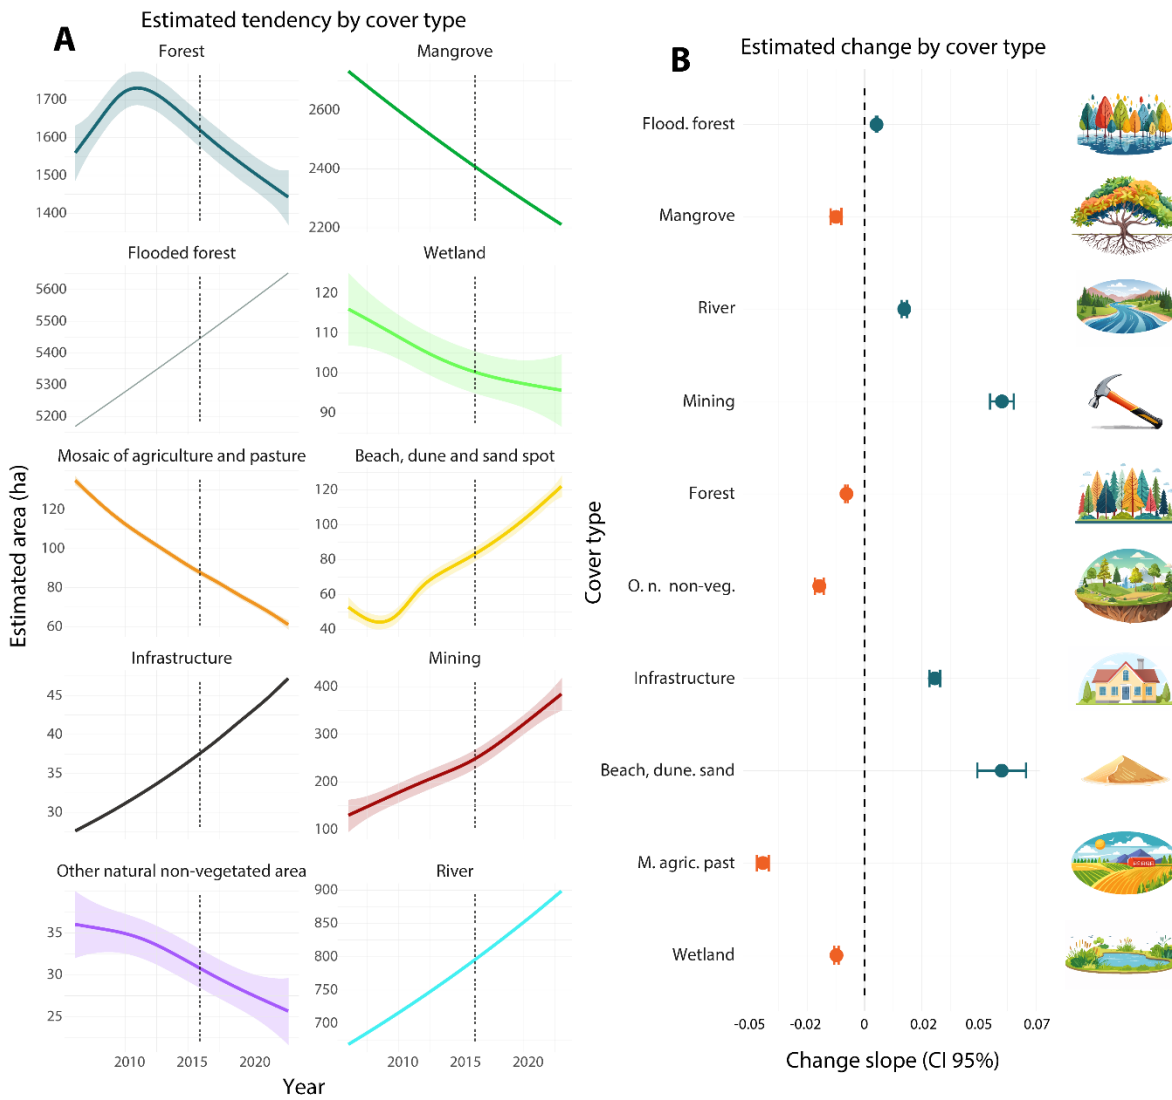 Estimated tendency by cover type
A
Forest
Mangrove
1700
1600
1500
1400
2600
2400
2200
Flooded forest
Wetland
5600
5500
5400
5300
5200
120
110
100
90
Mosaic of agriculture and pasture
Beach, dune and sand spot
120
100
80
60
120
100
80
60
40
Infrastructure
Mining
45
40
35
30
400
300
200
100
Other natural non-vegetated area
River
35
30
25
900
850
800
750
700
2010 2015 2020
2010 2015 2020
Year
Estimated area (ha)
B
Estimated change by cover type
Cover type
Flood. forest
Mangrove
River
Mining
Forest
O. n. non-veg.
Infrastructure
Beach, dune. sand
M. agric. past
Wetland
-0.05 -0.02 0 0.02 0.05 0.07
Change slope (CI 95%)